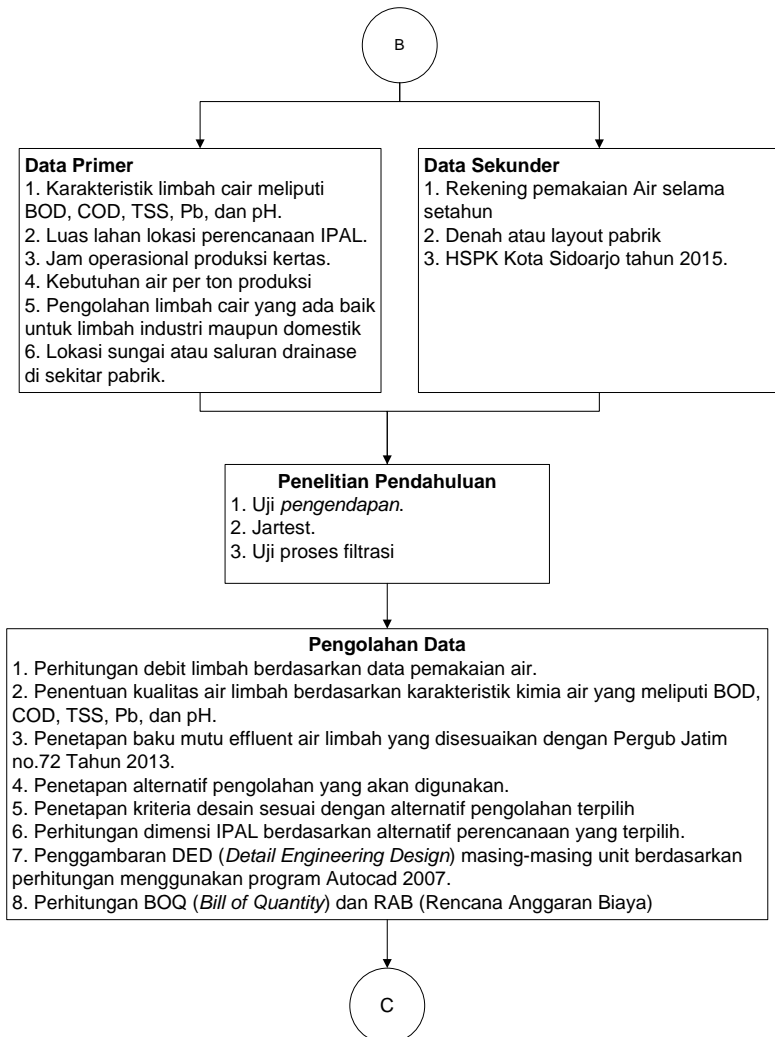 B
Data Primer
1. Karakteristik limbah cair meliputi
BOD, COD, TSS, Pb, dan pH.
2. Luas lahan lokasi perencanaan IPAL.
3. Jam operasional produksi kertas.
4. Kebutuhan air per ton produksi
5. Pengolahan limbah cair yang ada baik
untuk limbah industri maupun domestik
6. Lokasi sungai atau saluran drainase
di sekitar pabrik.
Data Sekunder
1. Rekening pemakaian Air selama
setahun
2. Denah atau layout pabrik
3. HSPK Kota Sidoarjo tahun 2015.
Penelitian Pendahuluan
1. Uji pengendapan.
2. Jartest.
3. Uji proses filtrasi
Pengolahan Data
1. Perhitungan debit limbah berdasarkan data pemakaian air.
2. Penentuan kualitas air limbah berdasarkan karakteristik kimia air yang meliputi BOD,
COD, TSS, Pb, dan pH.
3. Penetapan baku mutu effluent air limbah yang disesuaikan dengan Pergub Jatim
no.72 Tahun 2013.
4. Penetapan alternatif pengolahan yang akan digunakan.
5. Penetapan kriteria desain sesuai dengan alternatif pengolahan terpilih
6. Perhitungan dimensi IPAL berdasarkan alternatif perencanaan yang terpilih.
7. Penggambaran DED (Detail Engineering Design) masing-masing unit berdasarkan
perhitungan menggunakan program Autocad 2007.
8. Perhitungan BOQ (Bill of Quantity) dan RAB (Rencana Anggaran Biaya)
C